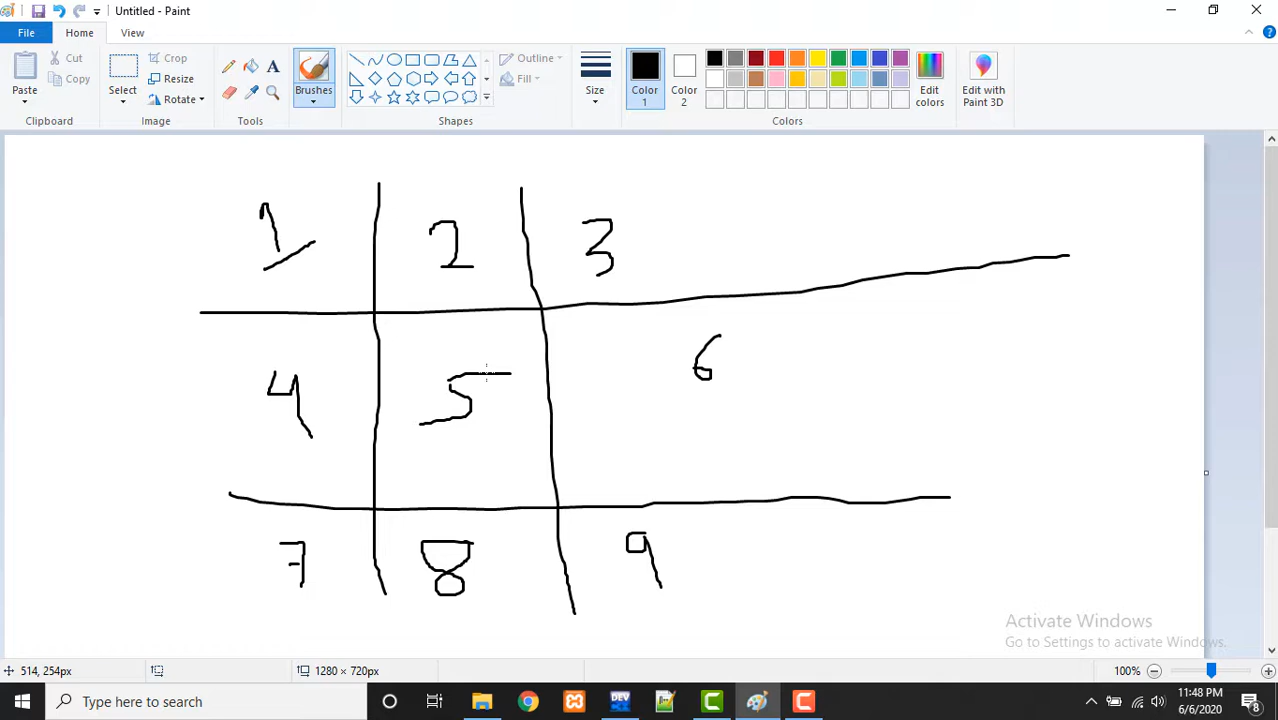 Untitled - Paint
File Home View
Paste
Cut
Copy
Clipboard
Select
Crop
Resize
Rotate
Image
A
Tools
Brushes
Outline
Fill
Shapes
Size
Color 1
Color 2
Edit colors
Colors
Edit with Paint 3D
1 2 3
4 5 6
7 8 9
Activate Windows
Go to Settings to activate Windows.
514, 254px
1280 × 720px
100%
Type here to search
DEV
11:48 PM
6/6/2020
8